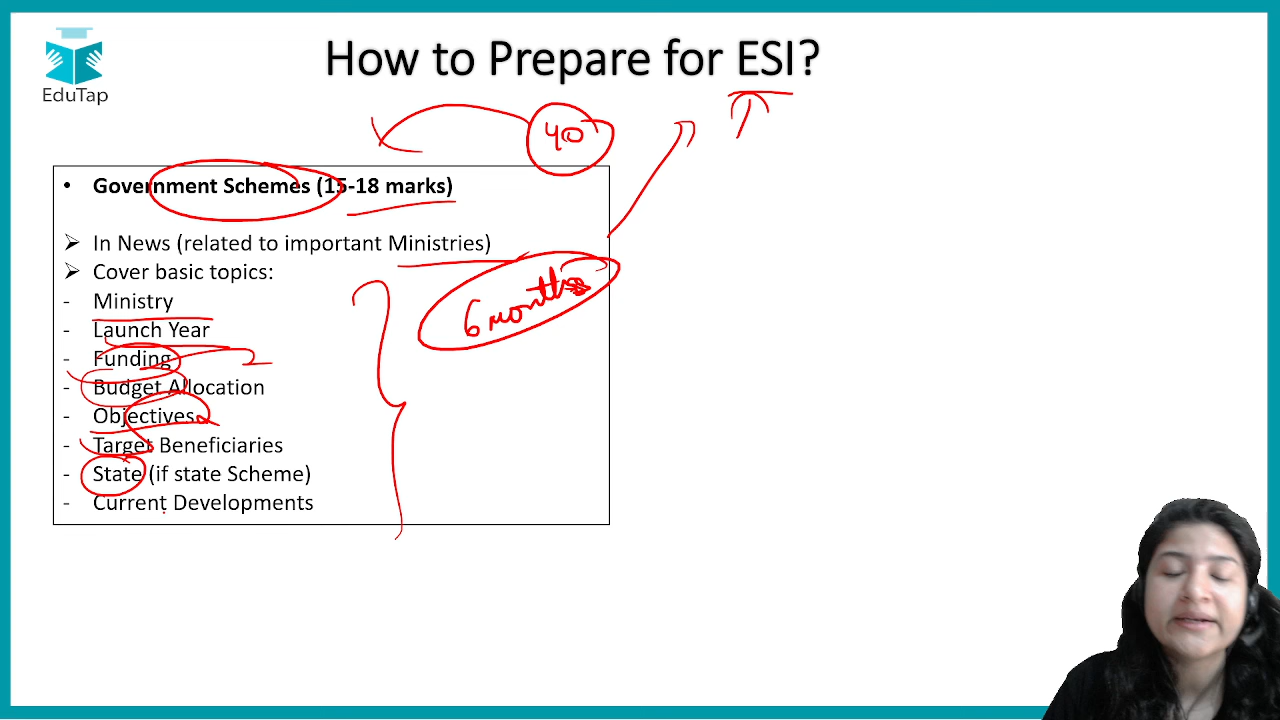 How to Prepare for ESI?
EduTap
40
• Government Schemes (15-18 marks)
➢ In News (related to important Ministries)
➢ Cover basic topics:
- Ministry
- Launch Year
- Funding
- Budget Allocation
- Objectives
- Target Beneficiaries
- State (if state Scheme)
- Current Developments
6 months